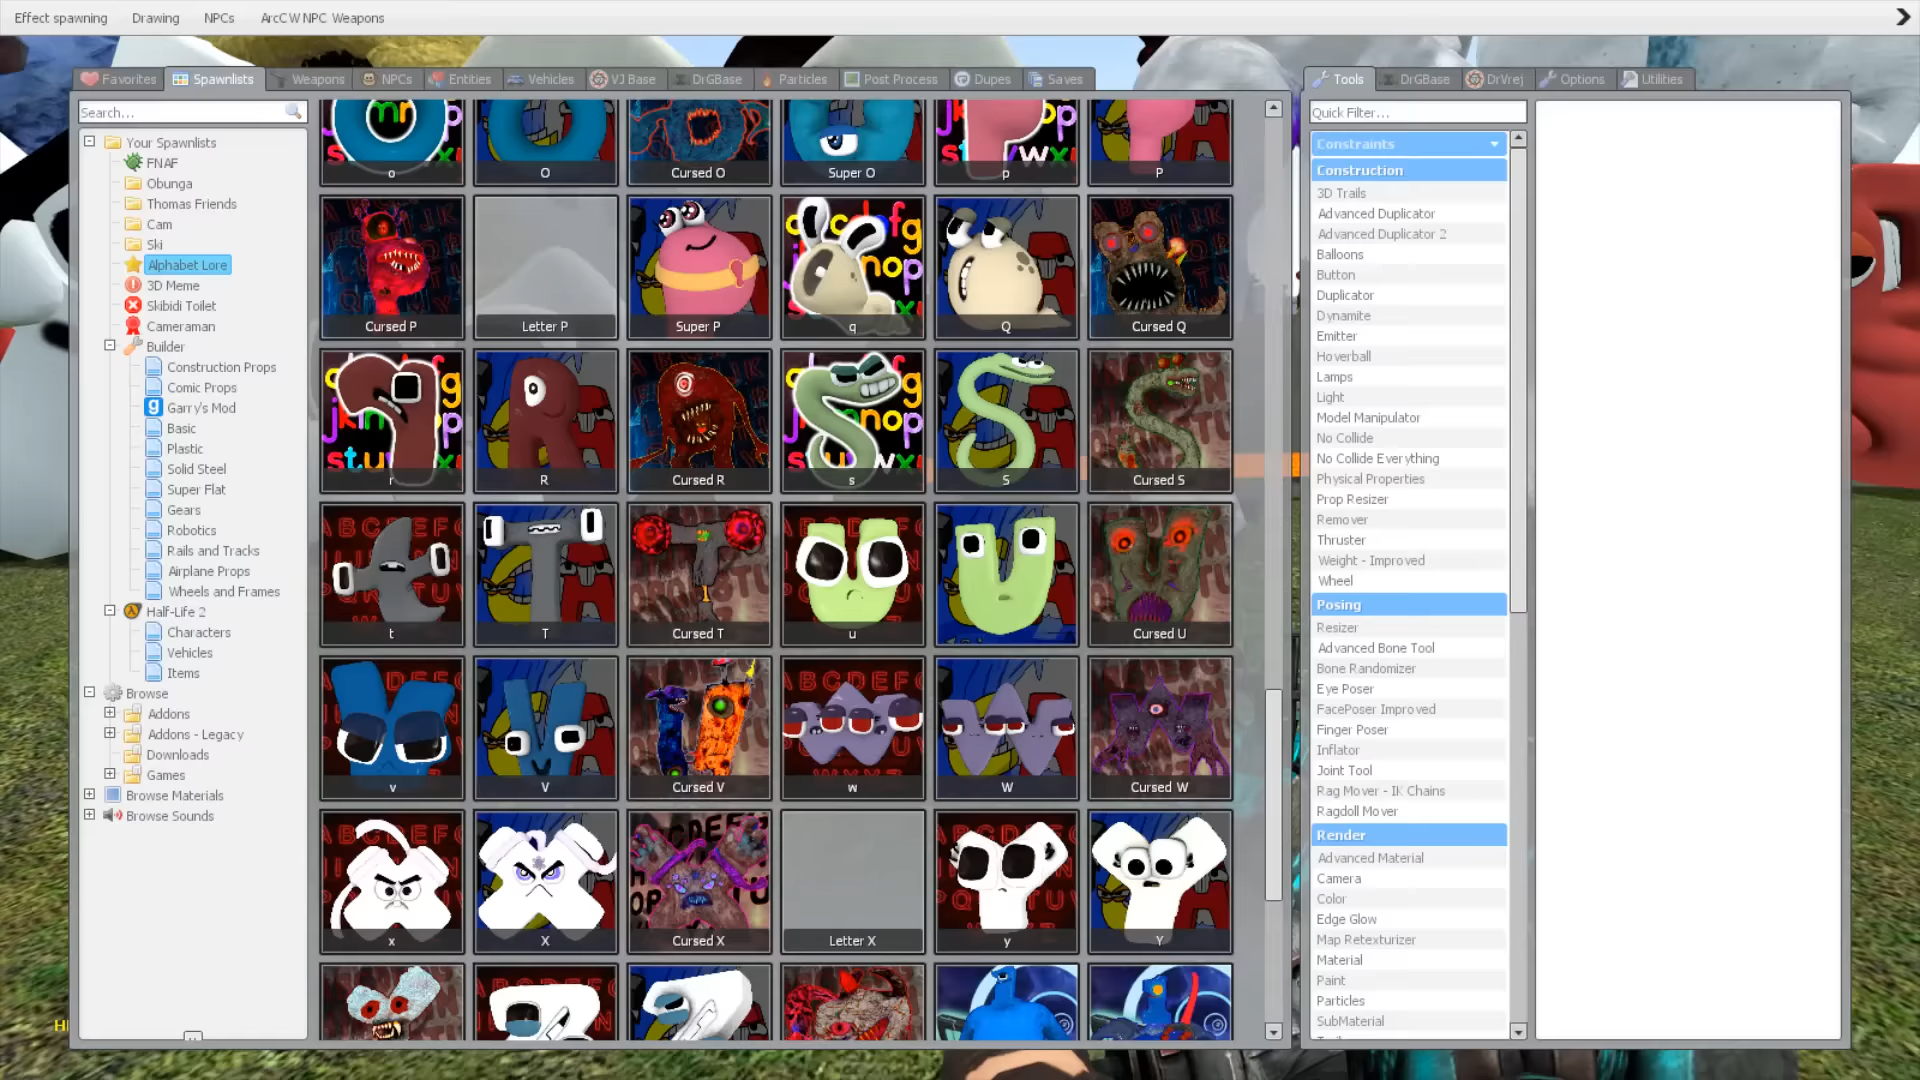 Effect spawning Drawing NPCs ArcCW NPC Weapons
Favorites Spawnlists Weapons NPCs Entities Vehicles VJ Base DrGBase Particles Post Process Dupes Saves
Search...
Your Spawnlists
FNAF
Obunga
Thomas Friends
Cam
Ski
Alphabet Lore
3D Meme
Skibidi Toilet
Cameraman
Builder
Construction Props
Comic Props
Garry's Mod
Basic
Plastic
Solid Steel
Super Flat
Gears
Robotics
Rails and Tracks
Airplane Props
Wheels and Frames
Half-Life 2
Characters
Vehicles
Items
Browse
Addons
Addons - Legacy
Downloads
Games
Browse Materials
Browse Sounds
o O Cursed O Super O p P
Cursed P Letter P Super P q Q Cursed Q
r R Cursed R s S Cursed S
t T Cursed T u Cursed U
v V Cursed V w W Cursed W
x X Cursed X Letter X y Y
Tools DrGBase DrVrej Options Utilities
Quick Filter...
Constraints
Construction
3D Trails
Advanced Duplicator
Advanced Duplicator 2
Balloons
Button
Duplicator
Dynamite
Emitter
Hoverball
Lamps
Light
Model Manipulator
No Collide
No Collide Everything
Physical Properties
Prop Resizer
Remover
Thruster
Weight - Improved
Wheel
Posing
Resizer
Advanced Bone Tool
Bone Randomizer
Eye Poser
FacePoser Improved
Finger Poser
Inflator
Joint Tool
Rag Mover - IK Chains
Ragdoll Mover
Render
Advanced Material
Camera
Color
Edge Glow
Map Retexturizer
Material
Paint
Particles
SubMaterial